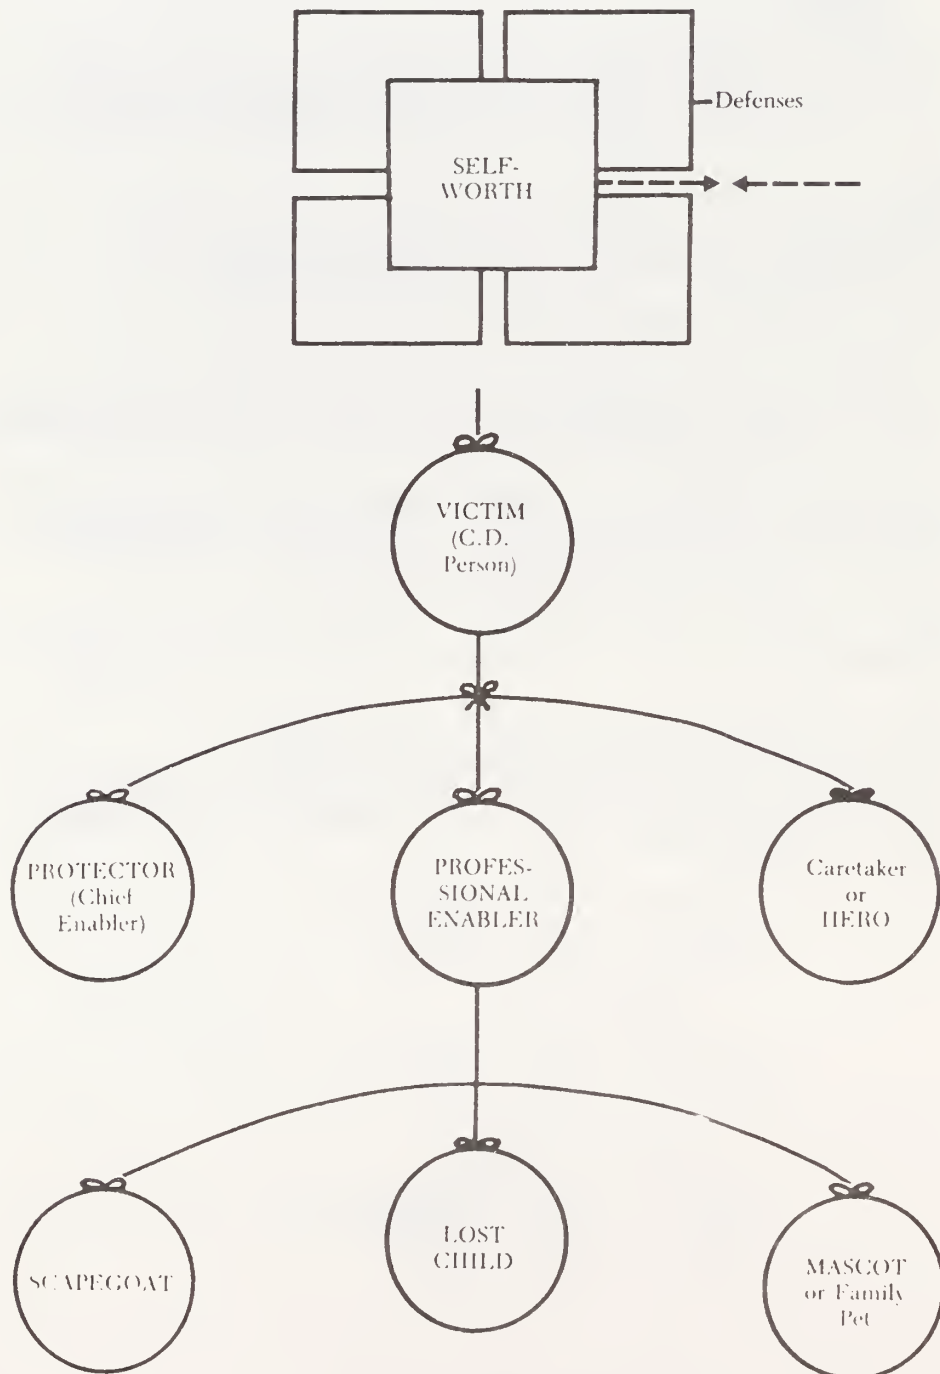 Defenses
SELF-
WORTH
VICTIM
(C.D.
Person)
PROTECTOR
(Chief
Enabler)
PROFES-
SIONAL
ENABLER
Caretaker
or
HERO
SCAPEGOAT
LOST
CHILD
MASCOT
or Family
Pet